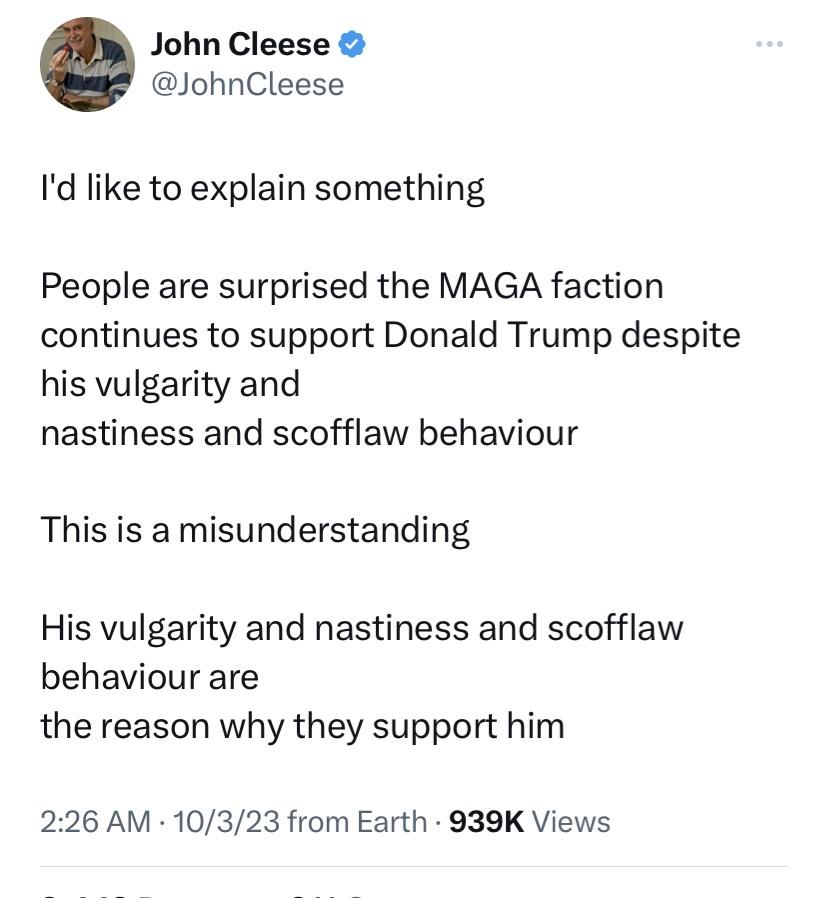 John Cleese
@JohnCleese
I'd like to explain something
People are surprised the MAGA faction
continues to support Donald Trump despite
his vulgarity and
nastiness and scofflaw behaviour
This is a misunderstanding
His vulgarity and nastiness and scofflaw
behaviour are
the reason why they support him
2:26 AM · 10/3/23 from Earth · 939K Views